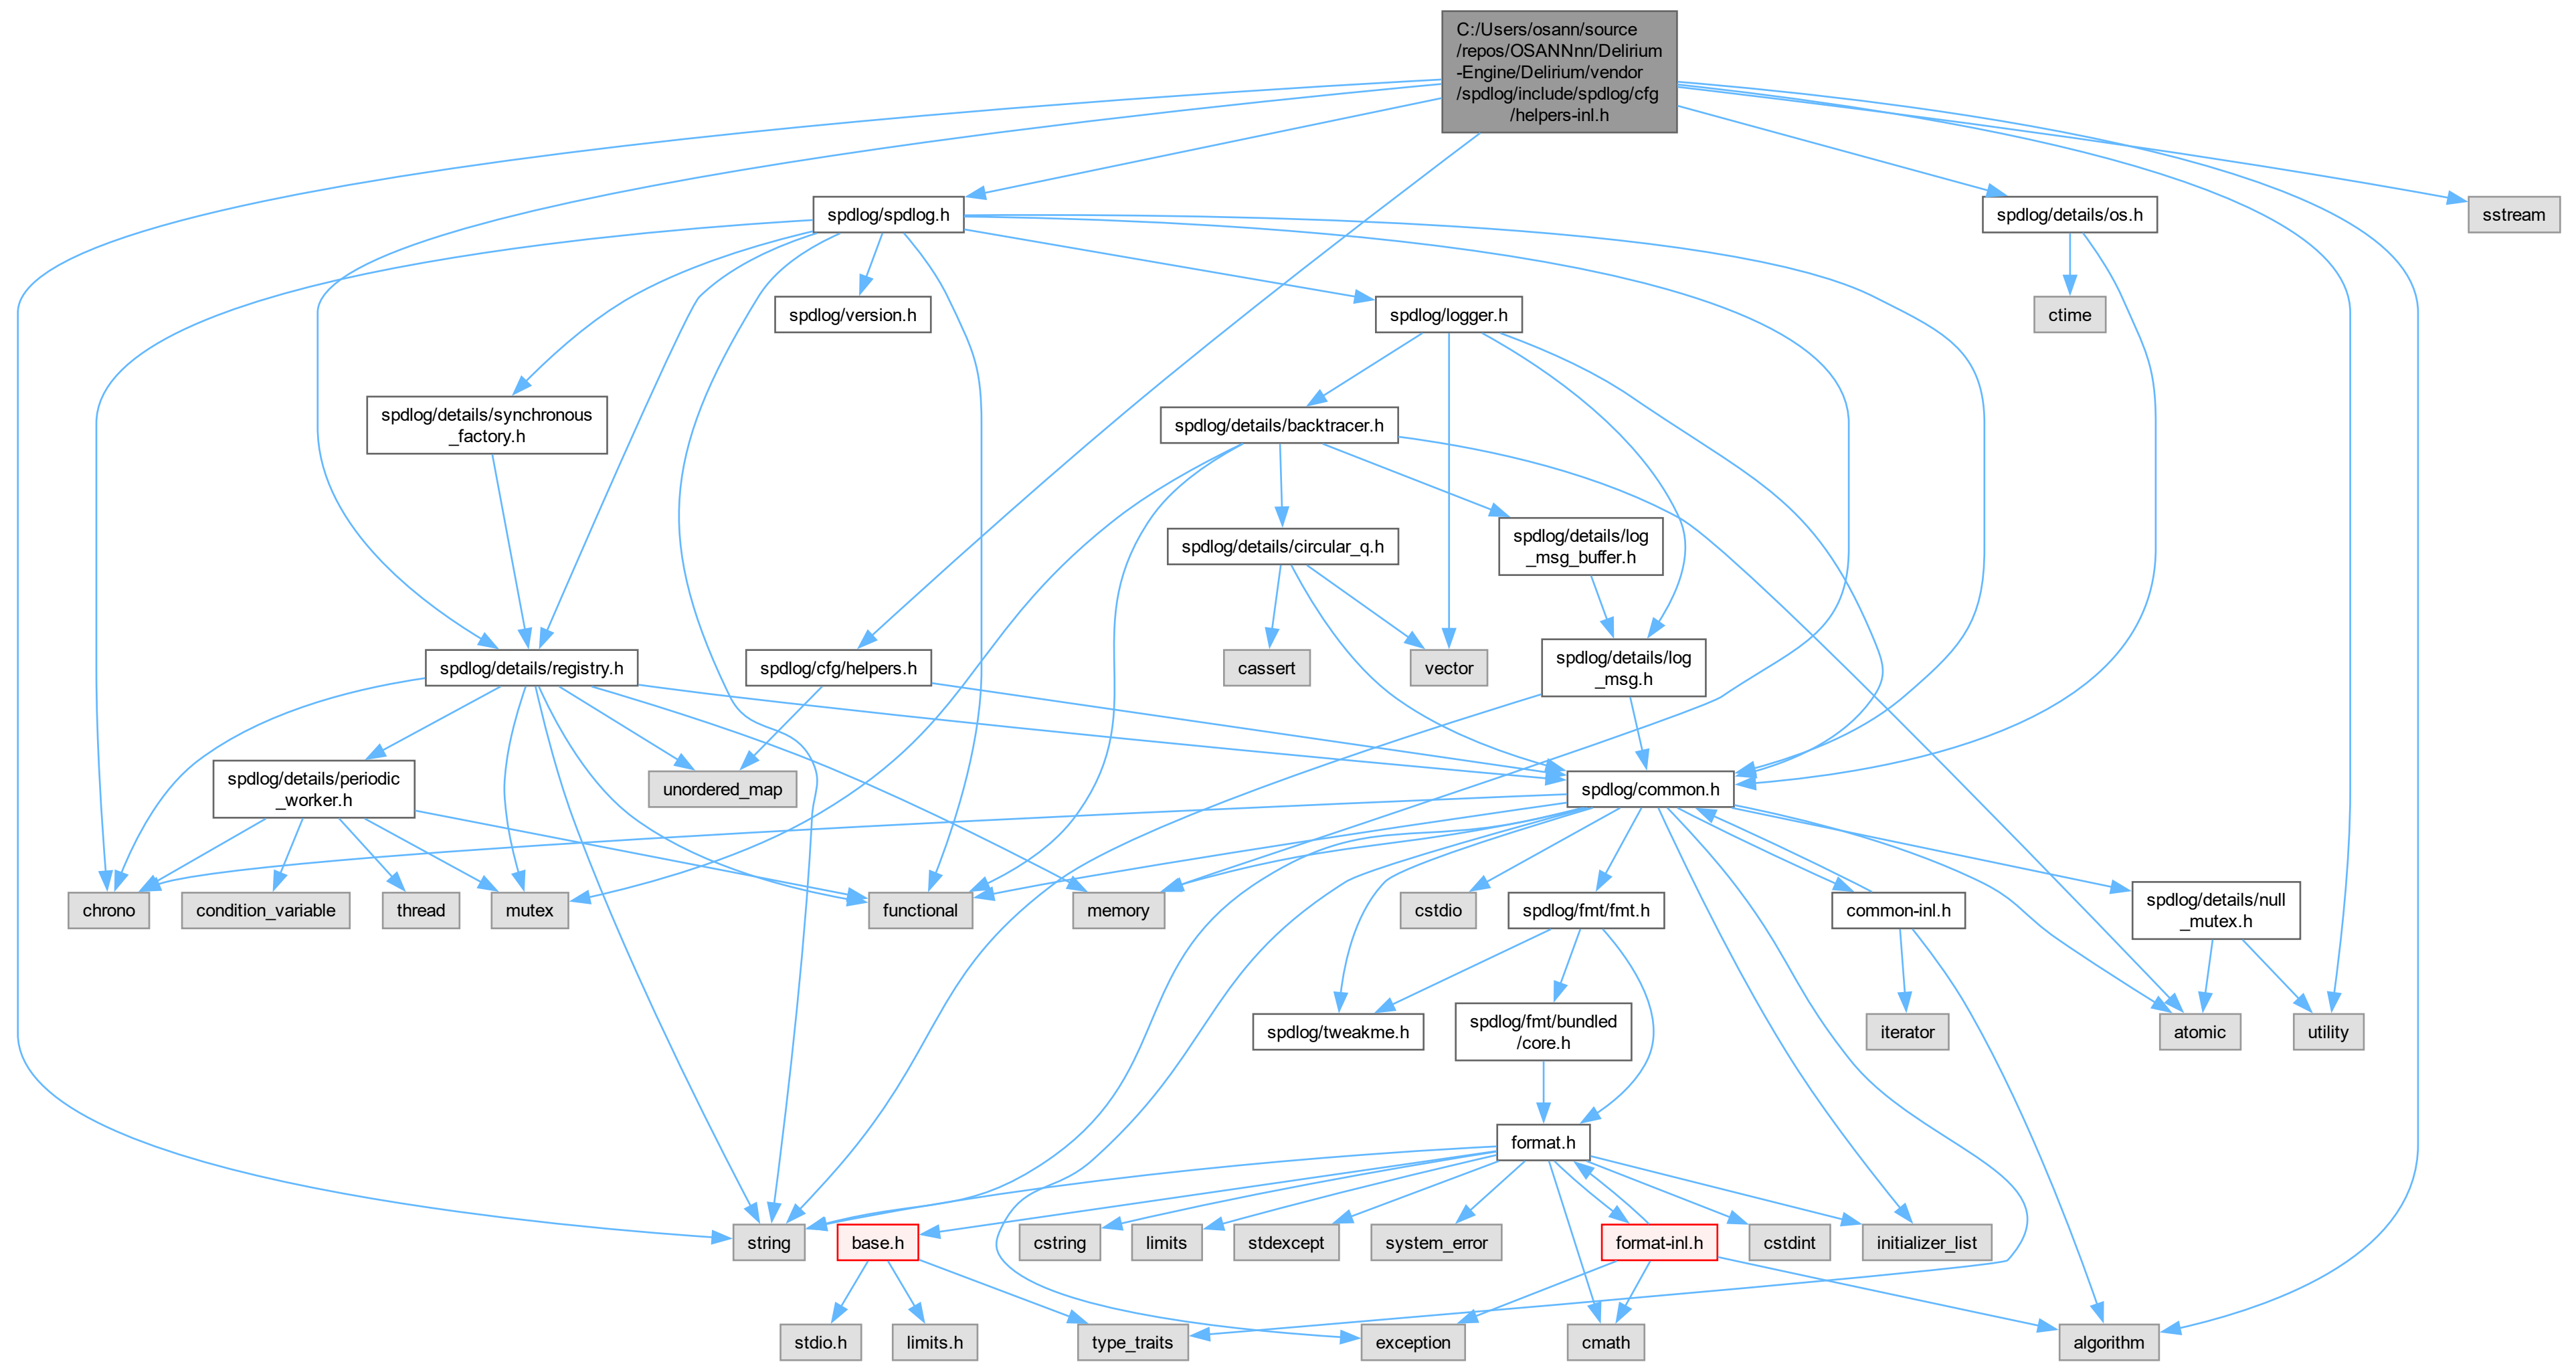 C:/Users/osann/source
/repos/OSANNnn/Delirium
-Engine/Delirium/vendor
/spdlog/include/spdlog/cfg
/helpers-inl.h
spdlog/spdlog.h
spdlog/details/os.h
sstream
spdlog/version.h
spdlog/logger.h
ctime
spdlog/details/synchronous
_factory.h
spdlog/details/backtracer.h
spdlog/details/circular_q.h
spdlog/details/log
_msg_buffer.h
spdlog/details/registry.h
spdlog/cfg/helpers.h
cassert
vector
spdlog/details/log
_msg.h
spdlog/details/periodic
_worker.h
unordered_map
spdlog/common.h
chrono
condition_variable
thread
mutex
functional
memory
cstdio
spdlog/fmt/fmt.h
common-inl.h
spdlog/details/null
_mutex.h
spdlog/tweakme.h
spdlog/fmt/bundled
/core.h
iterator
atomic
utility
format.h
string
base.h
cstring
limits
stdexcept
system_error
format-inl.h
cstdint
initializer_list
stdio.h
limits.h
type_traits
exception
cmath
algorithm